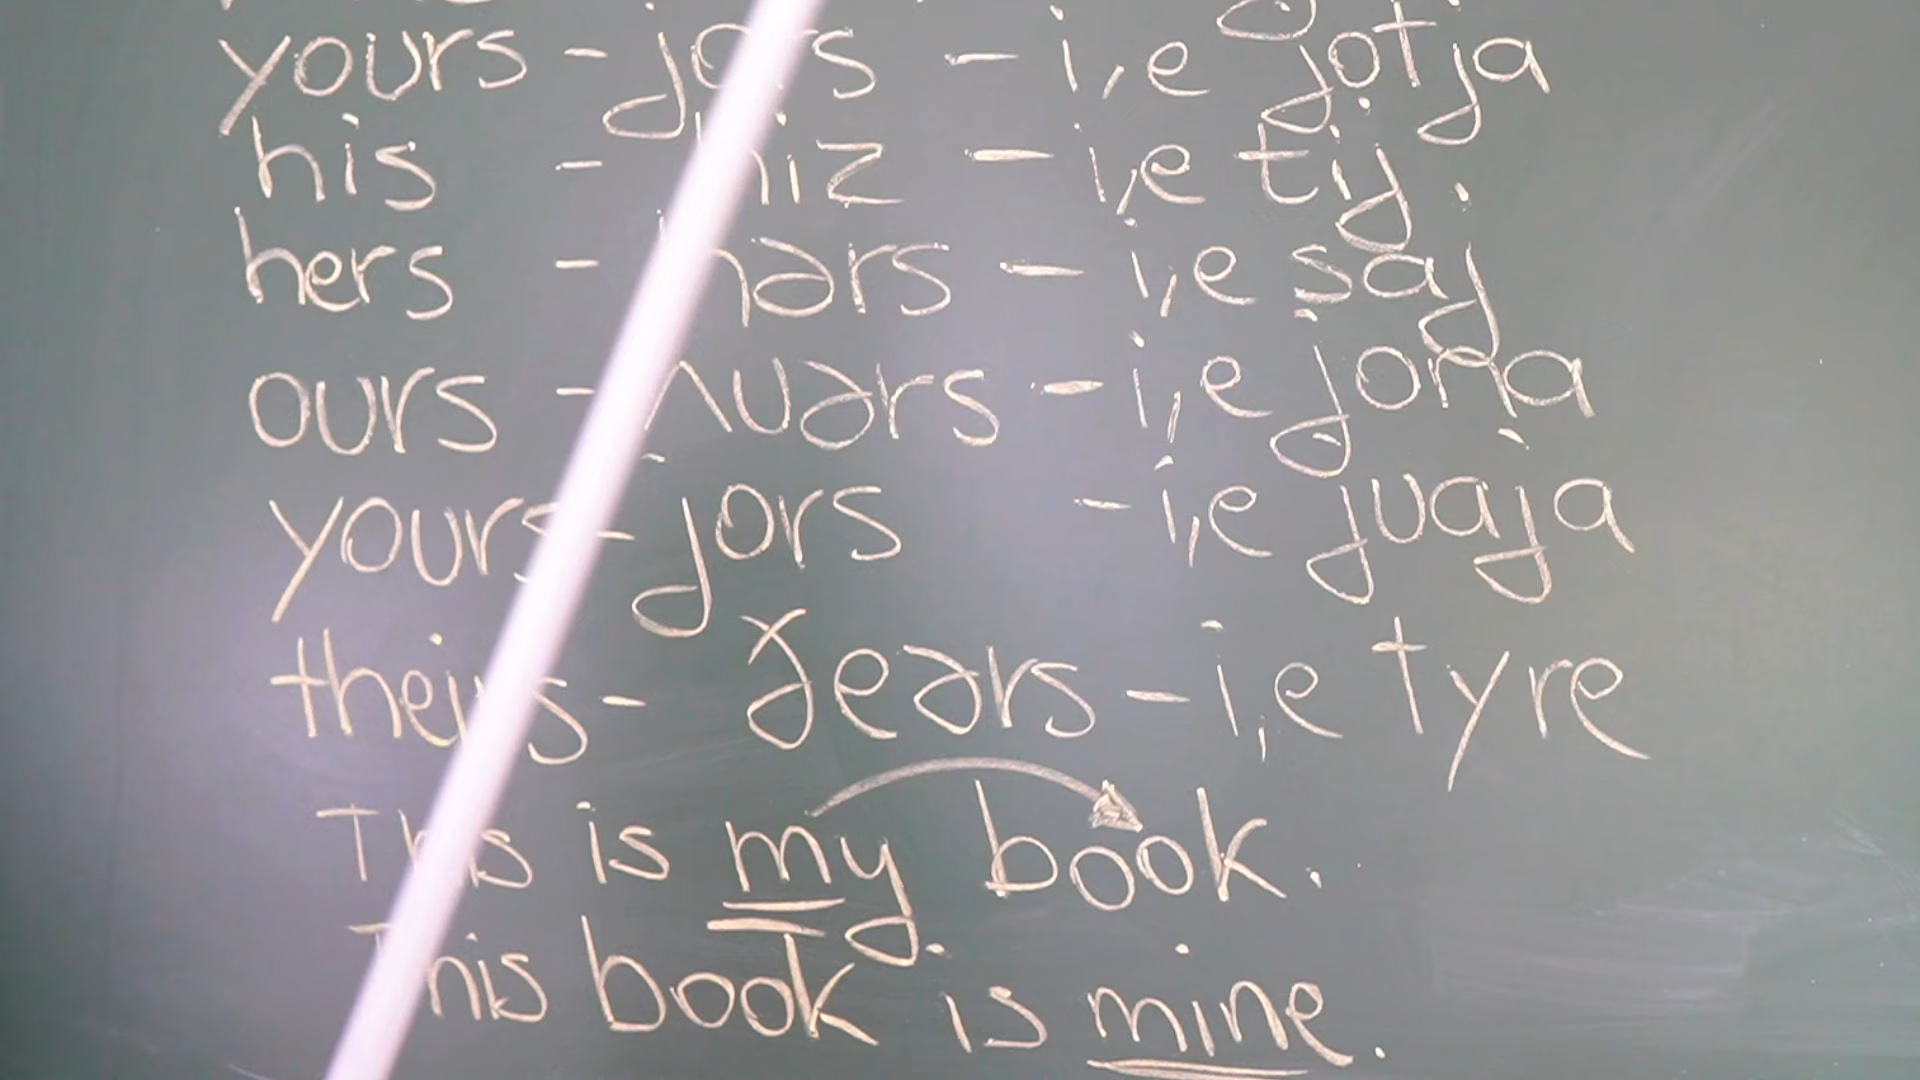 yours - jors - i,e jotja
his - hiz - i,e tij.
hers - hərs - i,e saj
ours - ʌuərs - i,e jona
yours - jors - i,e juaja
theirs - ðeərs - i,e tyre
This is my book.
This book is mine.